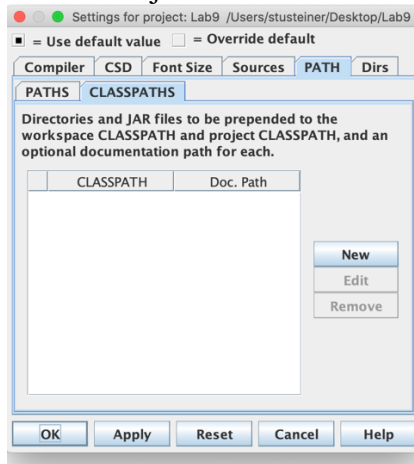 Settings for project: Lab9 /Users/stusteiner/Desktop/Lab9
= Use default value = Override default
Compiler CSD Font Size Sources PATH Dirs
PATHS CLASSPATHS
Directories and JAR files to be prepended to the
workspace CLASSPATH and project CLASSPATH, and an
optional documentation path for each.
CLASSPATH Doc. Path
New
Edit
Remove
OK Apply Reset Cancel Help